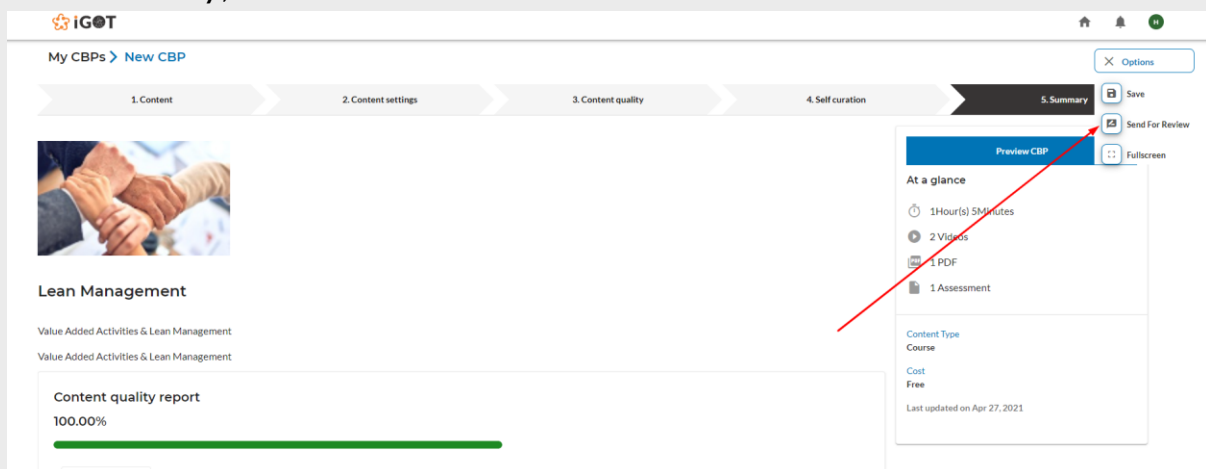 iGOT
H
My CBPs > New CBP
Options
1. Content
2. Content settings
3. Content quality
4. Self curation
5. Summary
Save
Send For Review
Fullscreen
Preview CBP
At a glance
1Hour(s) 5Minutes
2 Videos
PDF
1 PDF
1 Assessment
Lean Management
Value Added Activities & Lean Management
Value Added Activities & Lean Management
Content Type
Course
Cost
Free
Last updated on Apr 27, 2021
Content quality report
100.00%